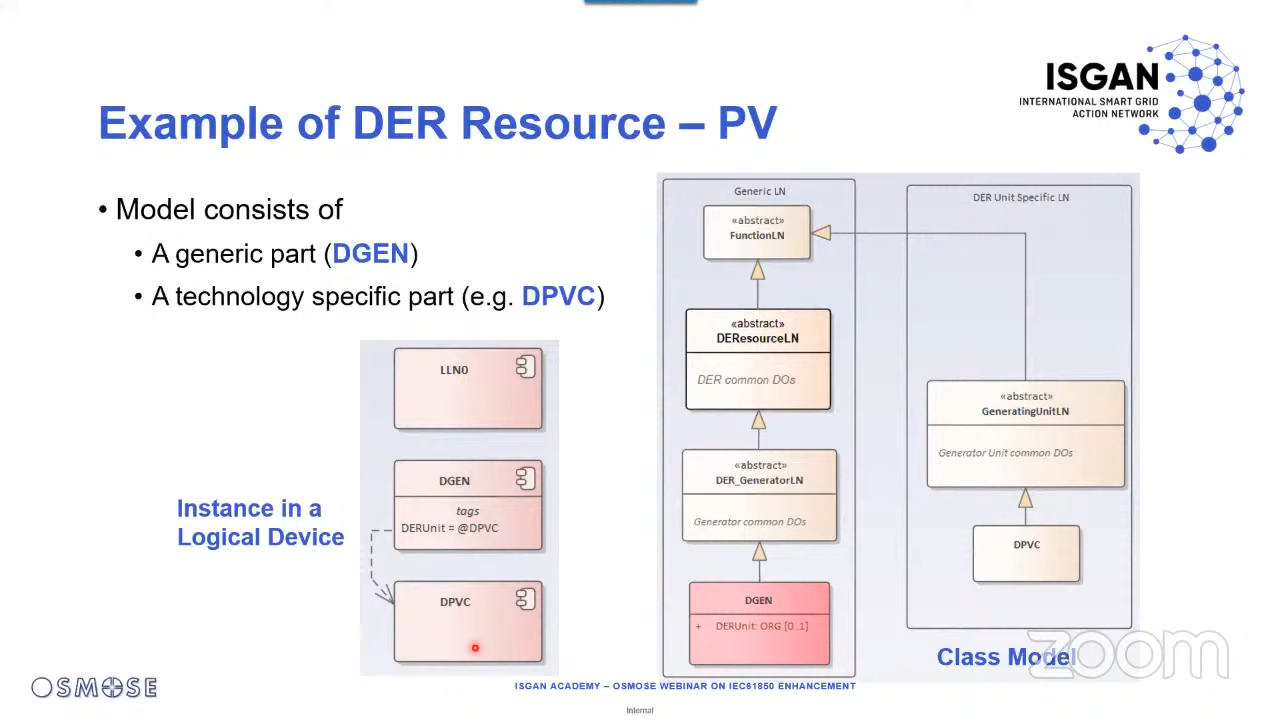 ISGAN
INTERNATIONAL SMART GRID
ACTION NETWORK
Example of DER Resource – PV
• Model consists of
• A generic part (DGEN)
• A technology specific part (e.g. DPVC)
LLN0
DGEN
tags
DERUnit = @DPVC
DPVC
Instance in a
Logical Device
Generic LN
«abstract»
FunctionLN
«abstract»
DEResourceLN
DER common DOs
«abstract»
DER_GeneratorLN
Generator common DOs
DGEN
+ DERUnit: ORG [0..1]
DER Unit Specific LN
«abstract»
GeneratingUnitLN
Generator Unit common DOs
DPVC
Class Model
zoom
OSMOSE
ISGAN ACADEMY – OSMOSE WEBINAR ON IEC61850 ENHANCEMENT
Internal